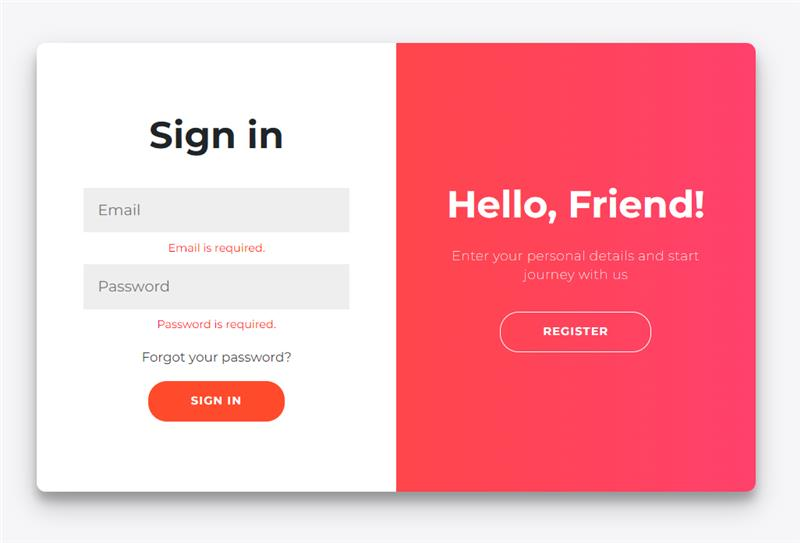 Sign in
Email
Email is required.
Password
Password is required.
Forgot your password?
SIGN IN
Hello, Friend!
Enter your personal details and start
journey with us
REGISTER